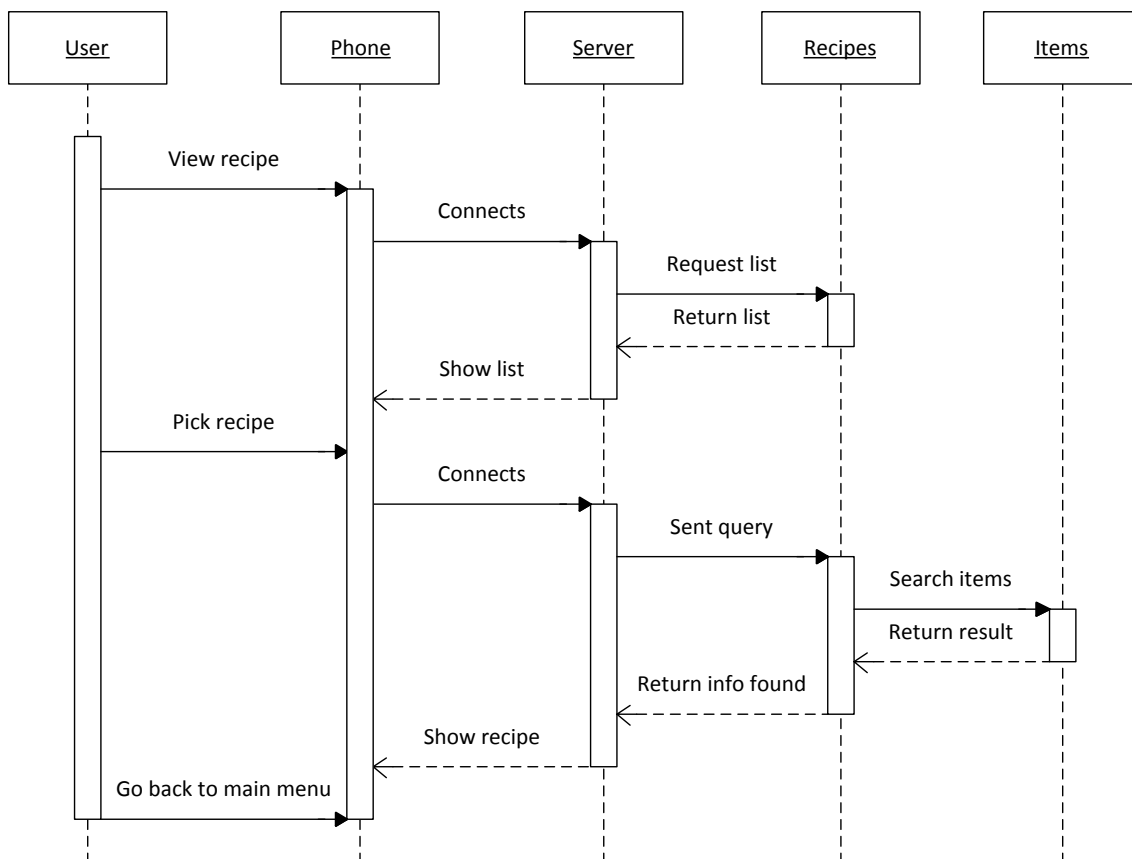 User
Phone
Server
Recipes
Items
View recipe
Connects
Request list
Return list
Show list
Pick recipe
Connects
Sent query
Search items
Return result
Return info found
Show recipe
Go back to main menu